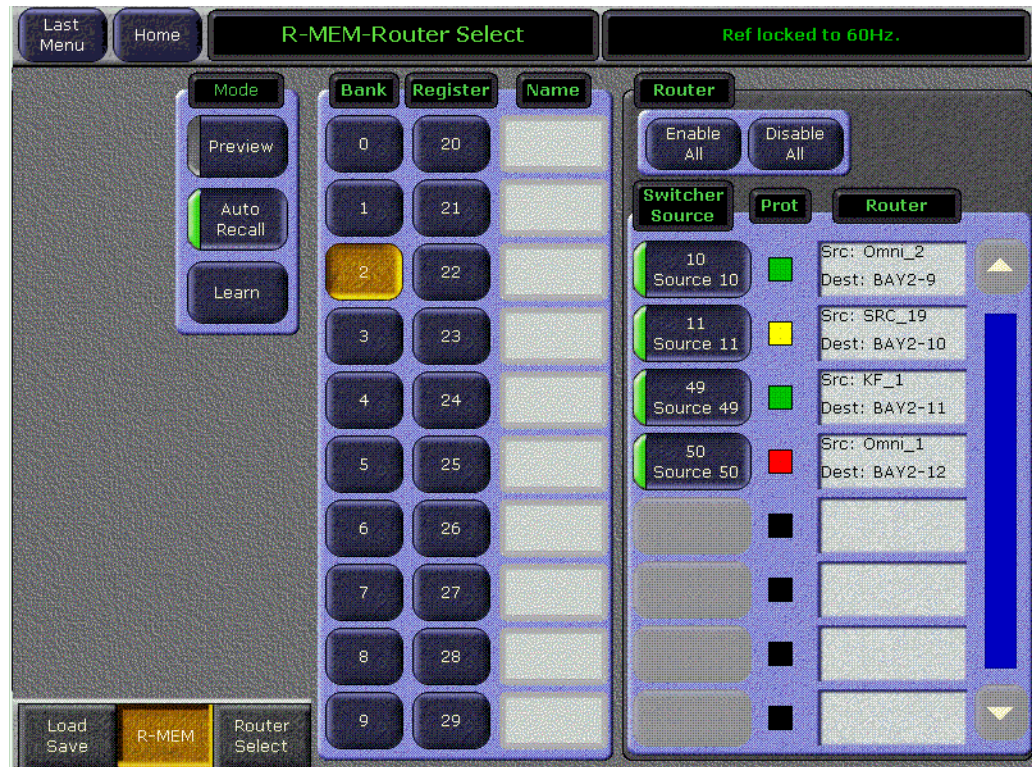 Last
Menu
Home
R-MEM-Router Select
Ref locked to 60Hz.
Mode
Preview
Auto
Recall
Learn
Bank
Register
Name
0
20
1
21
2
22
3
23
4
24
5
25
6
26
7
27
8
28
9
29
Router
Enable
All
Disable
All
Switcher
Source
Prot
Router
10
Source 10
Src: Omni_2
Dest: BAY2-9
11
Source 11
Src: SRC_19
Dest: BAY2-10
49
Source 49
Src: KF_1
Dest: BAY2-11
50
Source 50
Src: Omni_1
Dest: BAY2-12
Load
Save
R-MEM
Router
Select